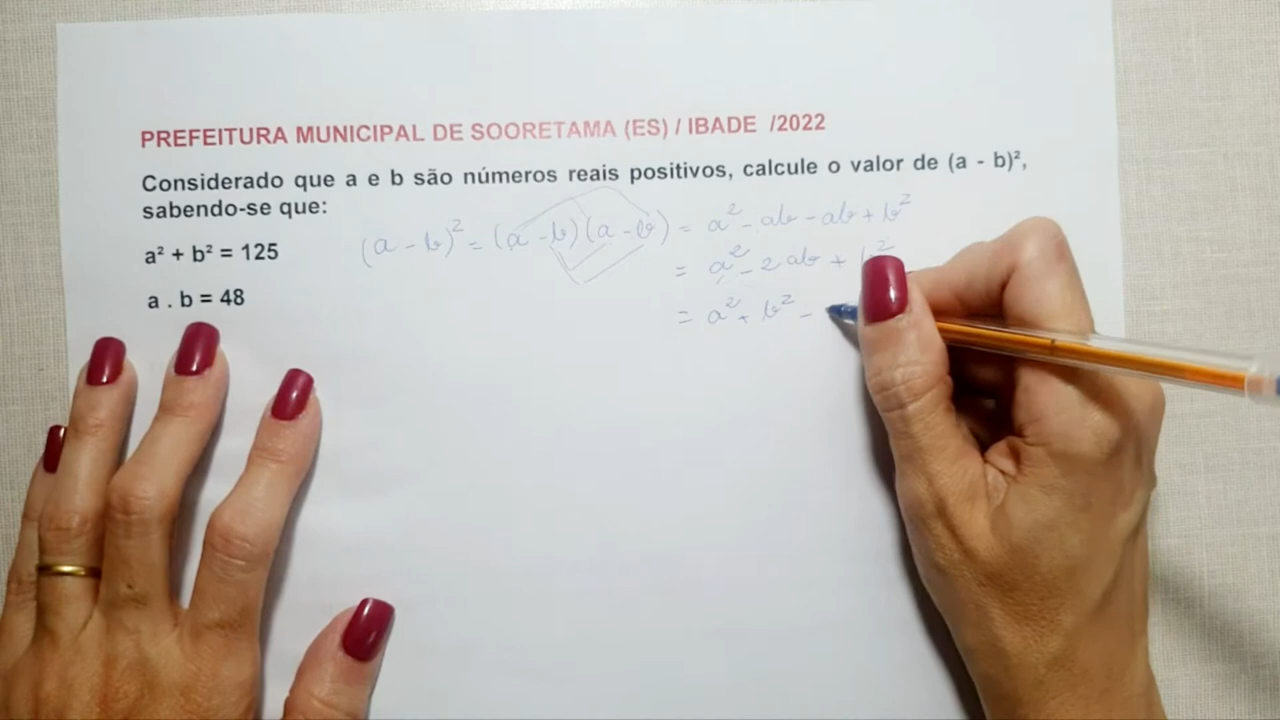 PREFEITURA MUNICIPAL DE SOORETAMA (ES) / IBADE /2022
Considerado que a e b são números reais positivos, calcule o valor de (a - b)²,
sabendo-se que:
a² + b² = 125
a . b = 48
(a - b)² = (a - b)(a - b) = a² - ab - ab + b²
= a² - 2ab + b²
= a² + b² -